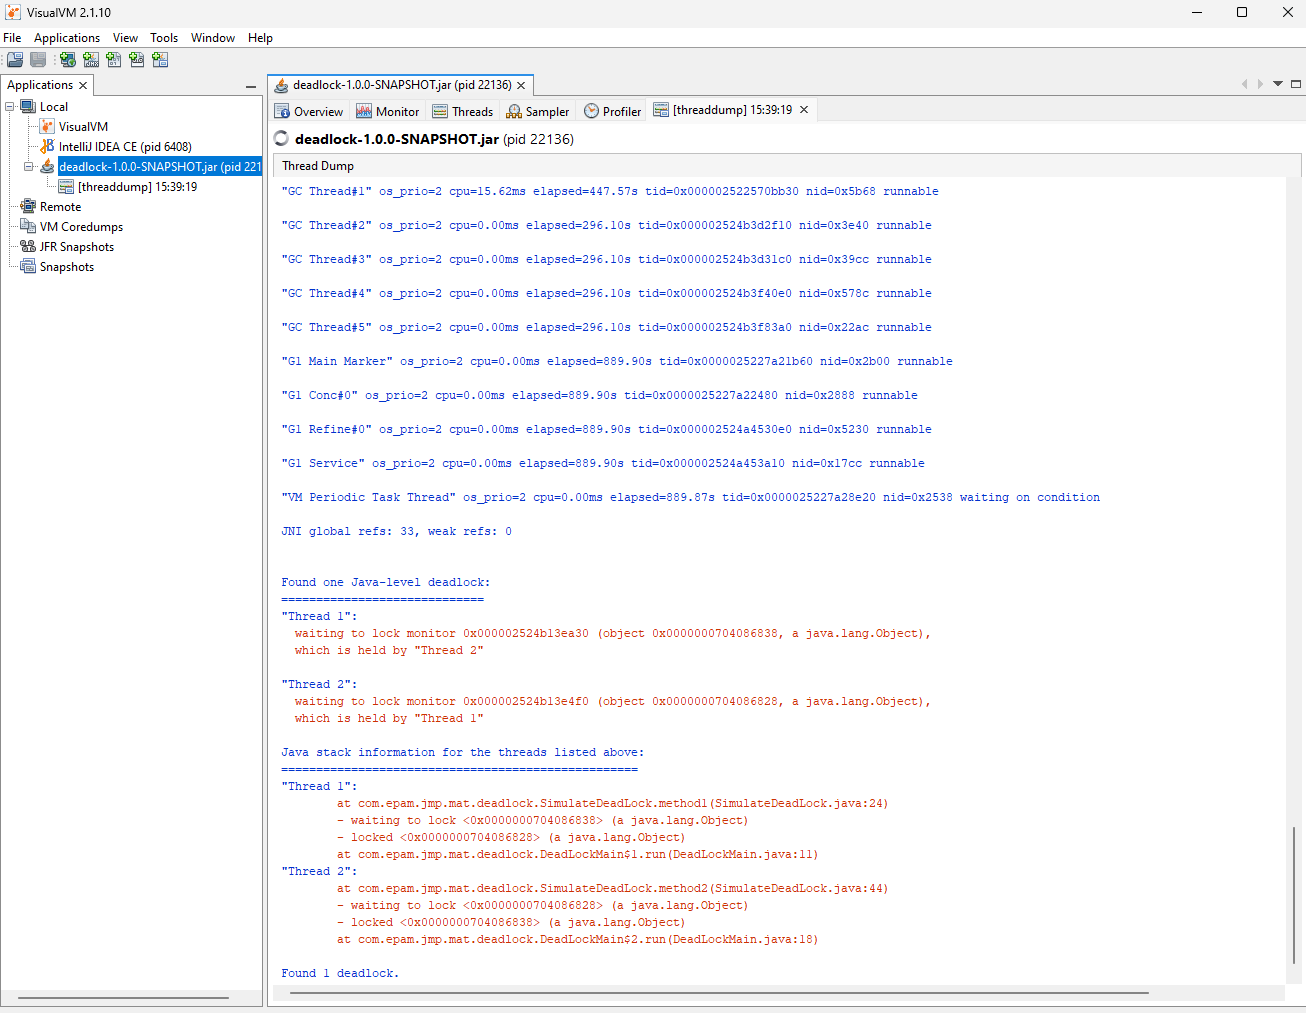 VisualVM 2.1.10
File Applications View Tools Window Help
Applications
Local
VisualVM
IntelliJ IDEA CE (pid 6408)
deadlock-1.0.0-SNAPSHOT.jar (pid 221
[threaddump] 15:39:19
Remote
VM Coredumps
JFR Snapshots
Snapshots
deadlock-1.0.0-SNAPSHOT.jar (pid 22136)
Overview Monitor Threads Sampler Profiler [threaddump] 15:39:19
deadlock-1.0.0-SNAPSHOT.jar (pid 22136)
Thread Dump
"GC Thread#1" os_prio=2 cpu=15.62ms elapsed=447.57s tid=0x000002522570bb30 nid=0x5b68 runnable
"GC Thread#2" os_prio=2 cpu=0.00ms elapsed=296.10s tid=0x000002524b3d2f10 nid=0x3e40 runnable
"GC Thread#3" os_prio=2 cpu=0.00ms elapsed=296.10s tid=0x000002524b3d31c0 nid=0x39cc runnable
"GC Thread#4" os_prio=2 cpu=0.00ms elapsed=296.10s tid=0x000002524b3f40e0 nid=0x578c runnable
"GC Thread#5" os_prio=2 cpu=0.00ms elapsed=296.10s tid=0x000002524b3f83a0 nid=0x22ac runnable
"G1 Main Marker" os_prio=2 cpu=0.00ms elapsed=889.90s tid=0x0000025227a21b60 nid=0x2b00 runnable
"G1 Conc#0" os_prio=2 cpu=0.00ms elapsed=889.90s tid=0x0000025227a22480 nid=0x2888 runnable
"G1 Refine#0" os_prio=2 cpu=0.00ms elapsed=889.90s tid=0x000002524a4530e0 nid=0x5230 runnable
"G1 Service" os_prio=2 cpu=0.00ms elapsed=889.90s tid=0x000002524a453a10 nid=0x17cc runnable
"VM Periodic Task Thread" os_prio=2 cpu=0.00ms elapsed=889.87s tid=0x0000025227a28e20 nid=0x2538 waiting on condition
JNI global refs: 33, weak refs: 0
Found one Java-level deadlock:
=============================
"Thread 1":
waiting to lock monitor 0x000002524b13ea30 (object 0x0000000704086838, a java.lang.Object),
which is held by "Thread 2"
"Thread 2":
waiting to lock monitor 0x000002524b13e4f0 (object 0x0000000704086828, a java.lang.Object),
which is held by "Thread 1"
Java stack information for the threads listed above:
===================================================
"Thread 1":
at com.epam.jmp.mat.deadlock.SimulateDeadLock.method1(SimulateDeadLock.java:24)
- waiting to lock <0x0000000704086838> (a java.lang.Object)
- locked <0x0000000704086828> (a java.lang.Object)
at com.epam.jmp.mat.deadlock.DeadLockMain$1.run(DeadLockMain.java:11)
"Thread 2":
at com.epam.jmp.mat.deadlock.SimulateDeadLock.method2(SimulateDeadLock.java:44)
- waiting to lock <0x0000000704086828> (a java.lang.Object)
- locked <0x0000000704086838> (a java.lang.Object)
at com.epam.jmp.mat.deadlock.DeadLockMain$2.run(DeadLockMain.java:18)
Found 1 deadlock.